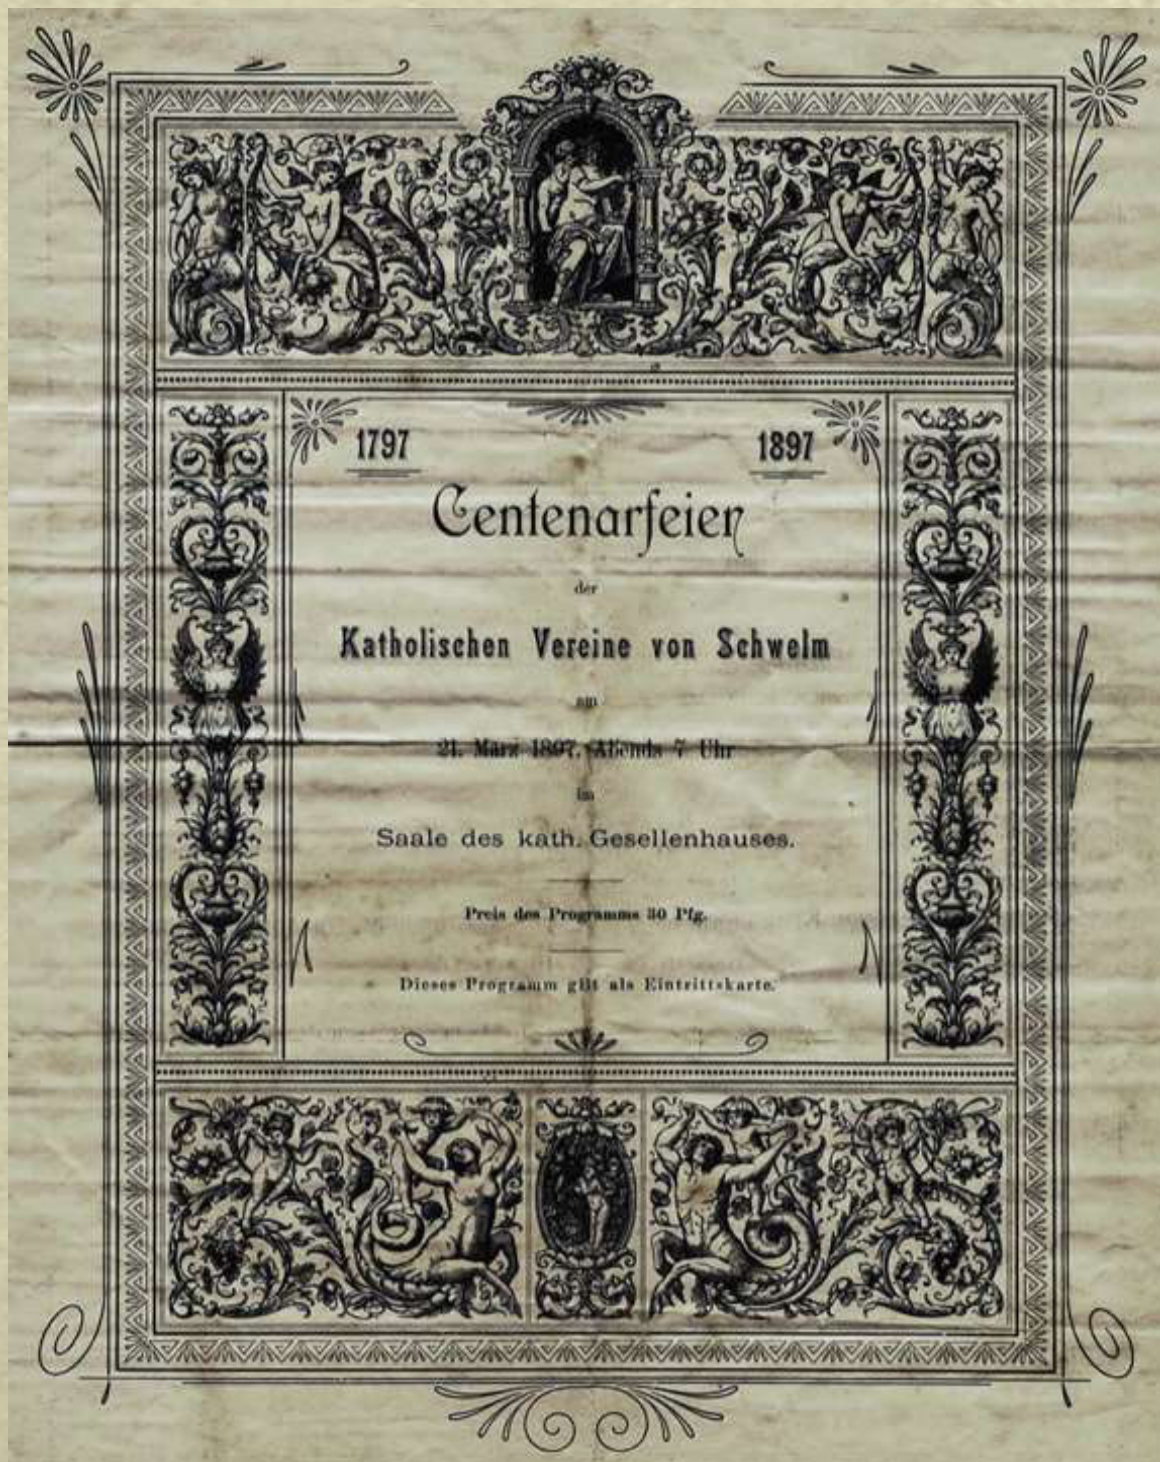 1797 1897
Centenarfeier
der
Katholischen Vereine von Schwelm
am
21. März 1897, Abends 7 Uhr
im
Saale des kath. Gesellenhauses.
Preis des Programms 30 Pfg.
Dieses Programm gilt als Eintrittskarte.